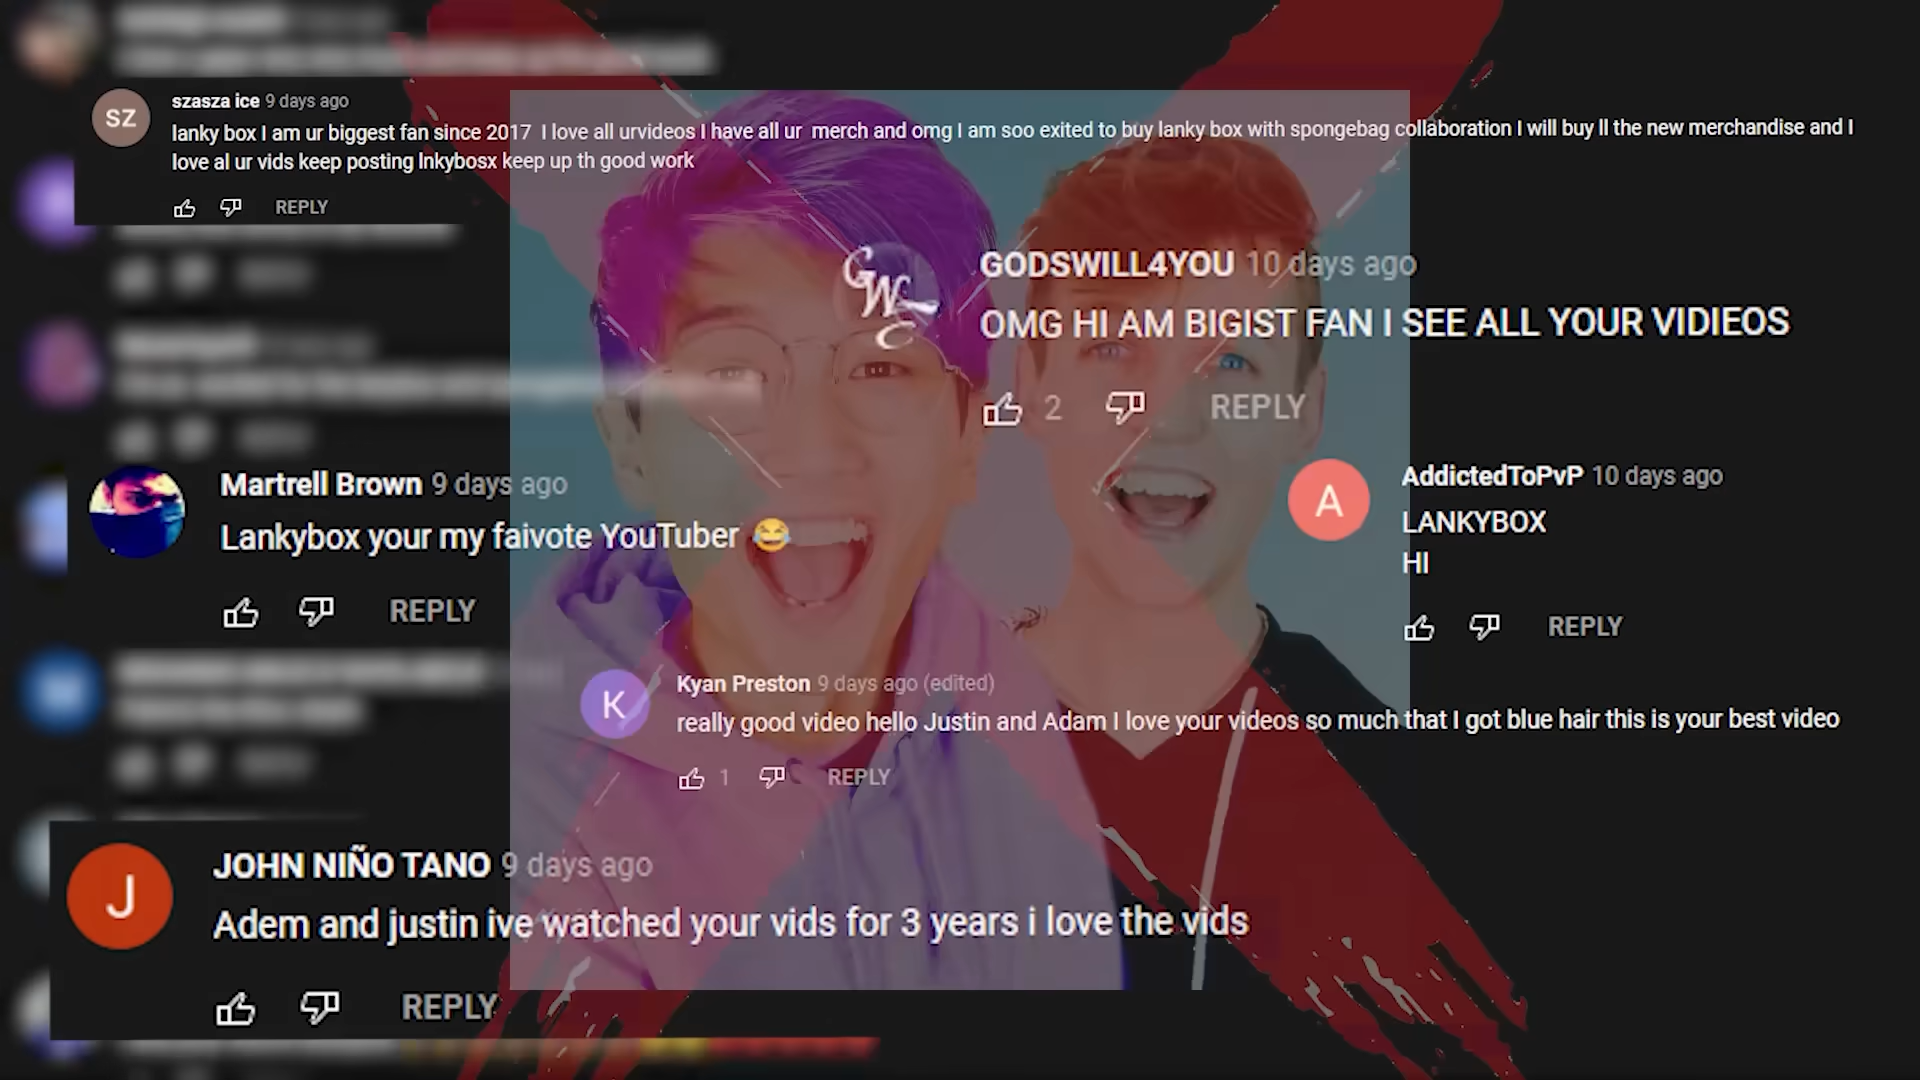 SZ
szasza ice 9 days ago
lanky box I am ur biggest fan since 2017 I love all urvideos I have all ur merch and omg I am soo exited to buy lanky box with spongebag collaboration I will buy ll the new merchandise and I
love al ur vids keep posting lnkybosx keep up th good work
REPLY
GWC
GODSWILL4YOU 10 days ago
OMG HI AM BIGIST FAN I SEE ALL YOUR VIDIEOS
2 REPLY
Martrell Brown 9 days ago
Lankybox your my faivote YouTuber 😂
REPLY
A
AddictedToPvP 10 days ago
LANKYBOX
HI
REPLY
K
Kyan Preston 9 days ago (edited)
really good video hello Justin and Adam I love your videos so much that I got blue hair this is your best video
1 REPLY
J
JOHN NIÑO TANO 9 days ago
Adem and justin ive watched your vids for 3 years i love the vids
REPLY